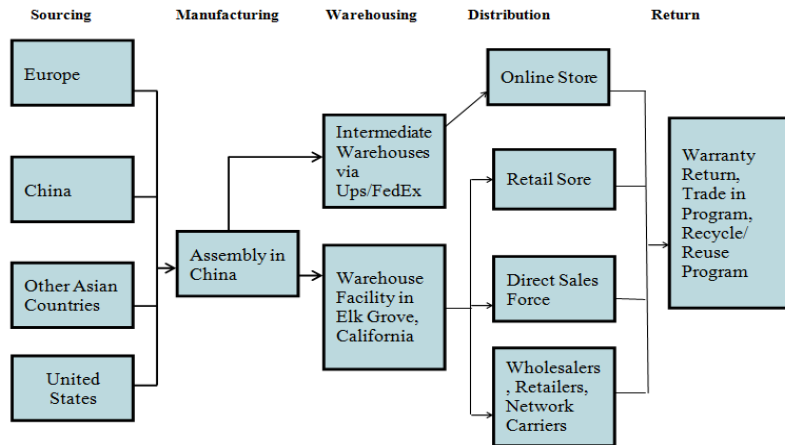 Sourcing
Manufacturing
Warehousing
Distribution
Return
Europe
China
Other Asian
Countries
United
States
Assembly in
China
Intermediate
Warehouses
via
Ups/FedEx
Warehouse
Facility in
Elk Grove,
California
Online Store
Retail Sore
Direct Sales
Force
Wholesalers
, Retailers,
Network
Carriers
Warranty
Return,
Trade in
Program,
Recycle/
Reuse
Program